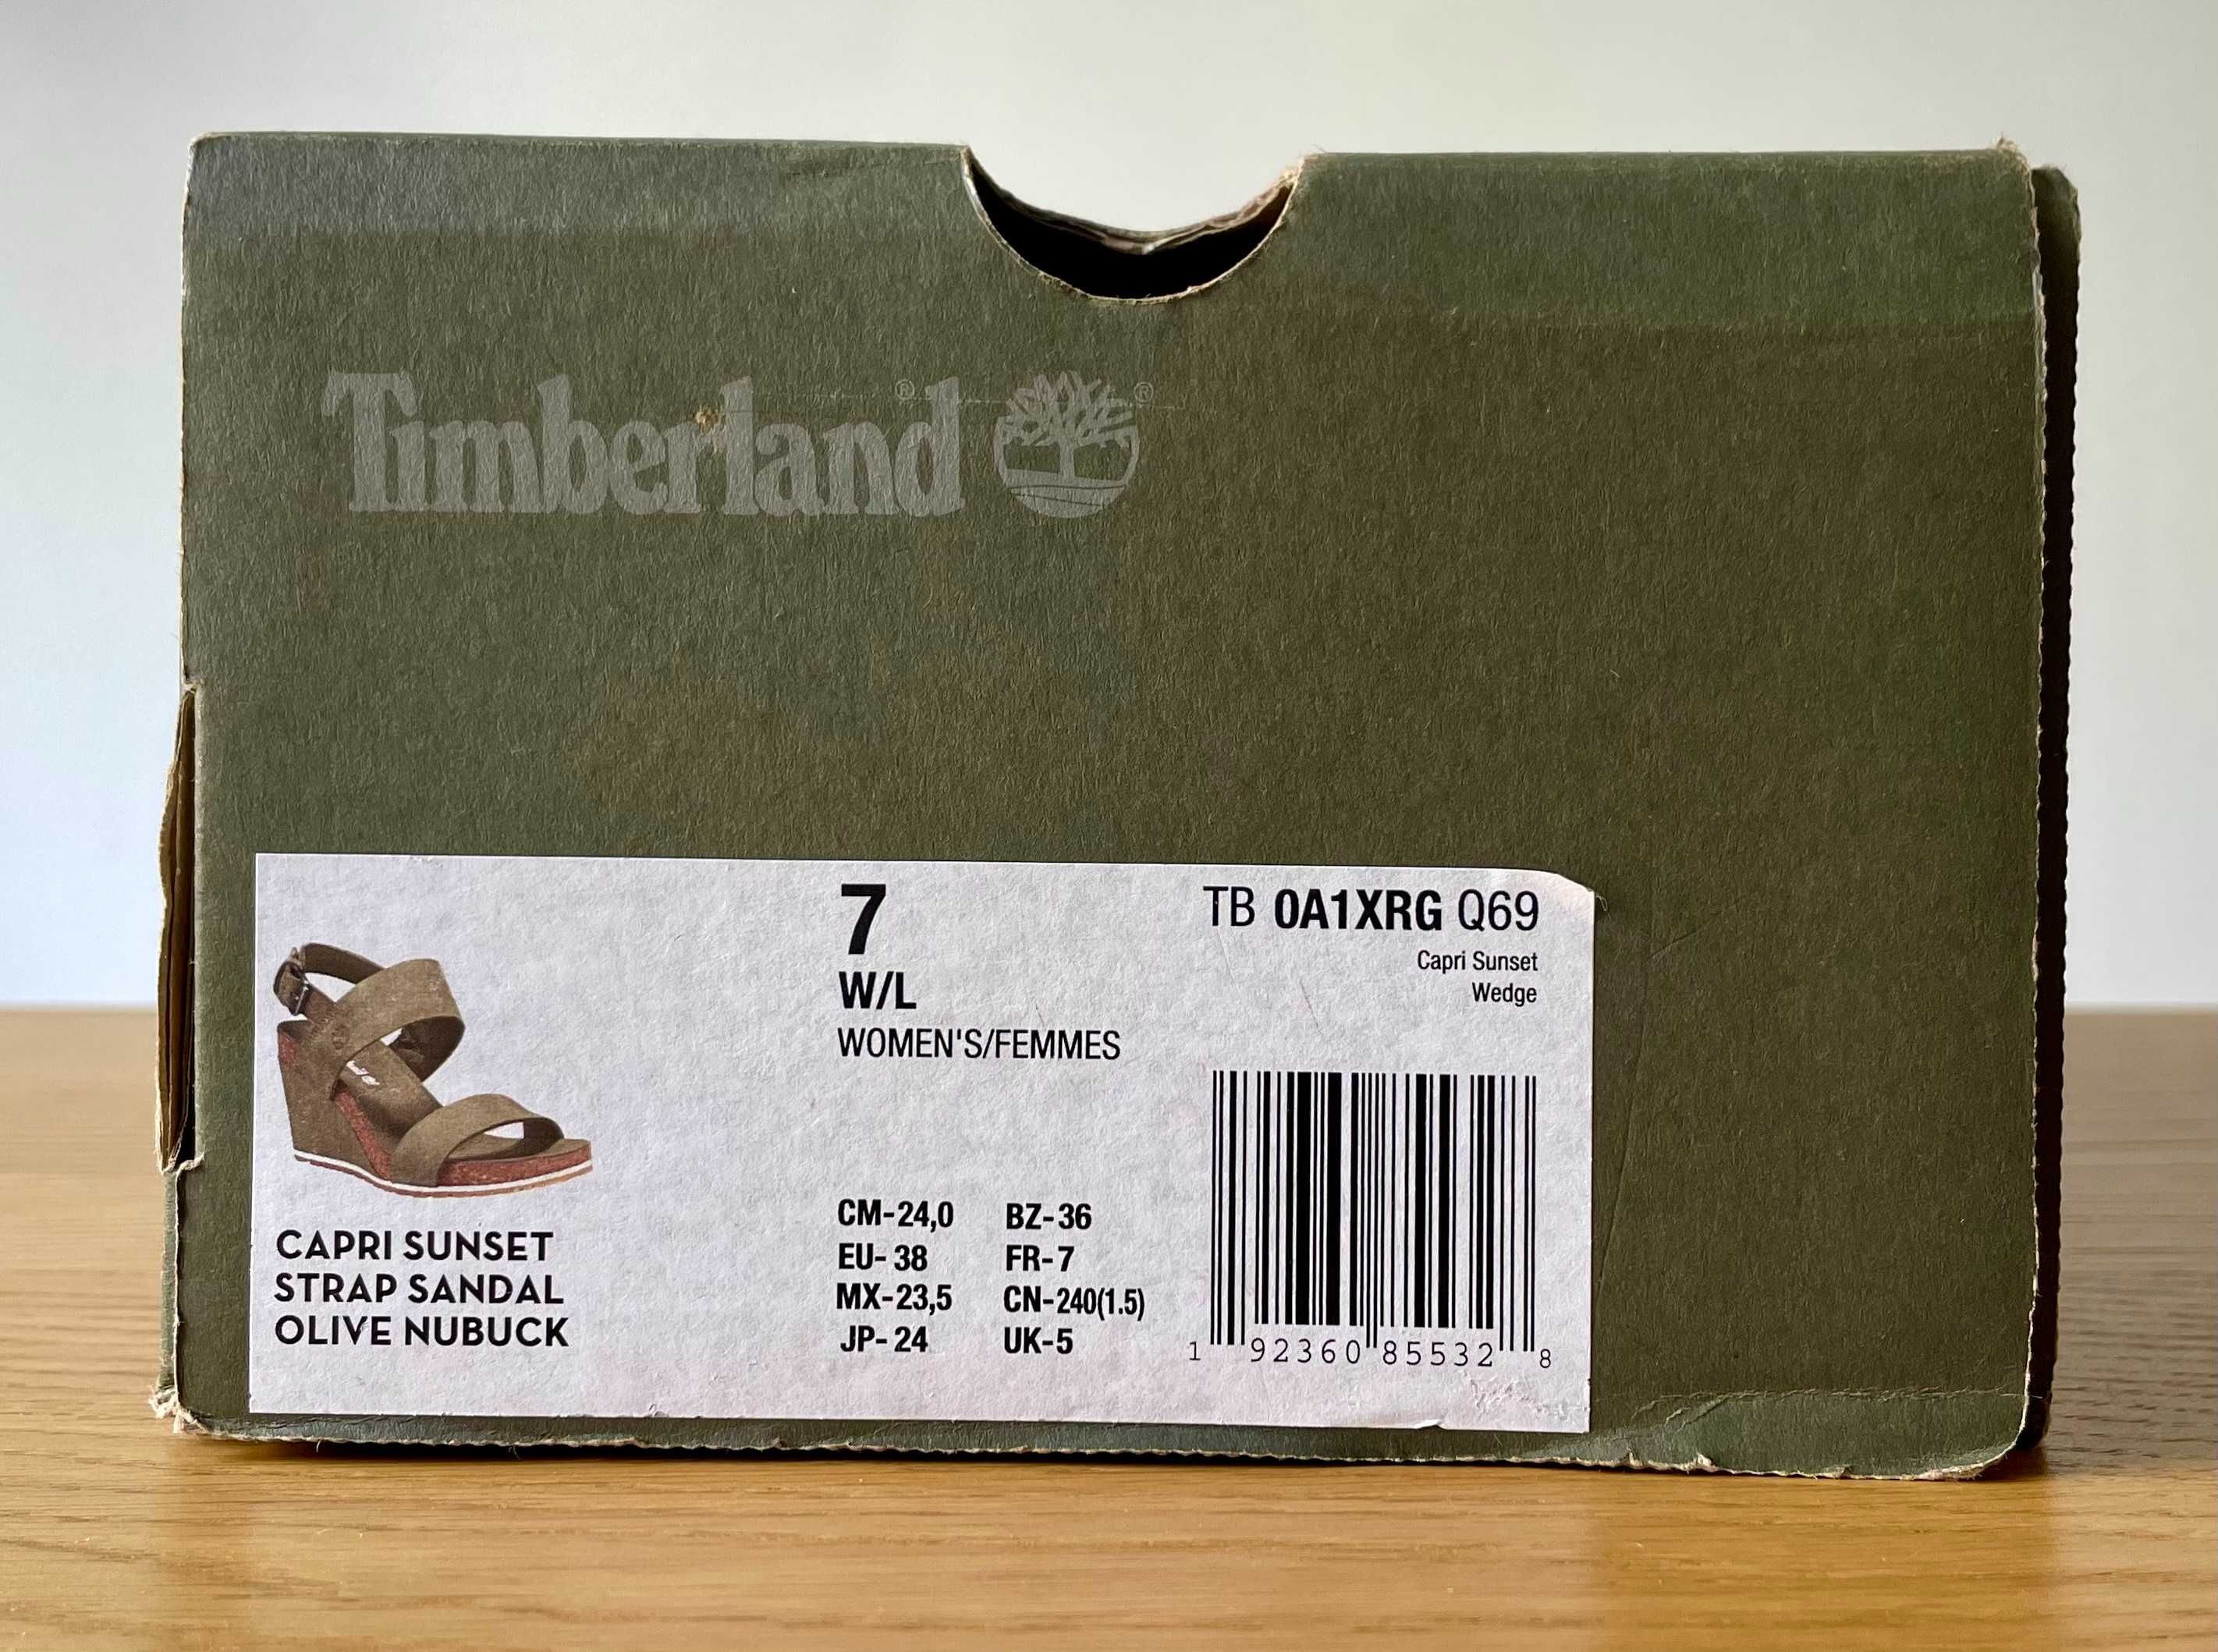 Timberland® ®
7
W/L
WOMEN'S/FEMMES
TB 0A1XRG Q69
Capri Sunset
Wedge
CAPRI SUNSET
STRAP SANDAL
OLIVE NUBUCK
CM-24,0 BZ-36
EU-38 FR-7
MX-23,5 CN-240(1.5)
JP-24 UK-5
1 92360 85532 8